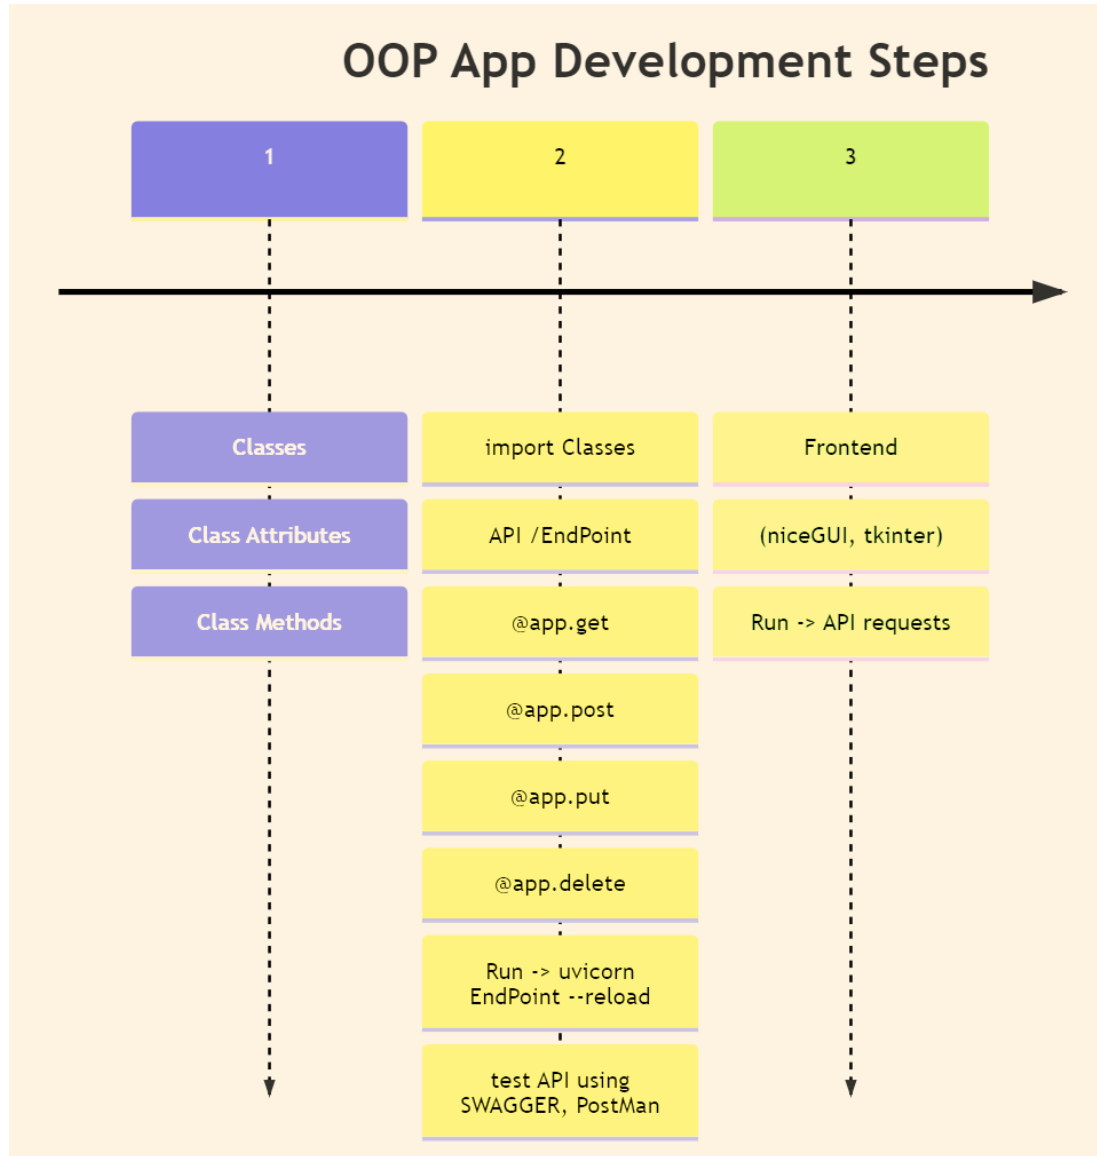 OOP App Development Steps
1
2
3
Classes
Class Attributes
Class Methods
import Classes
API /EndPoint
@app.get
@app.post
@app.put
@app.delete
Run -> uvicorn
EndPoint --reload
test API using
SWAGGER, PostMan
Frontend
(niceGUI, tkinter)
Run -> API requests